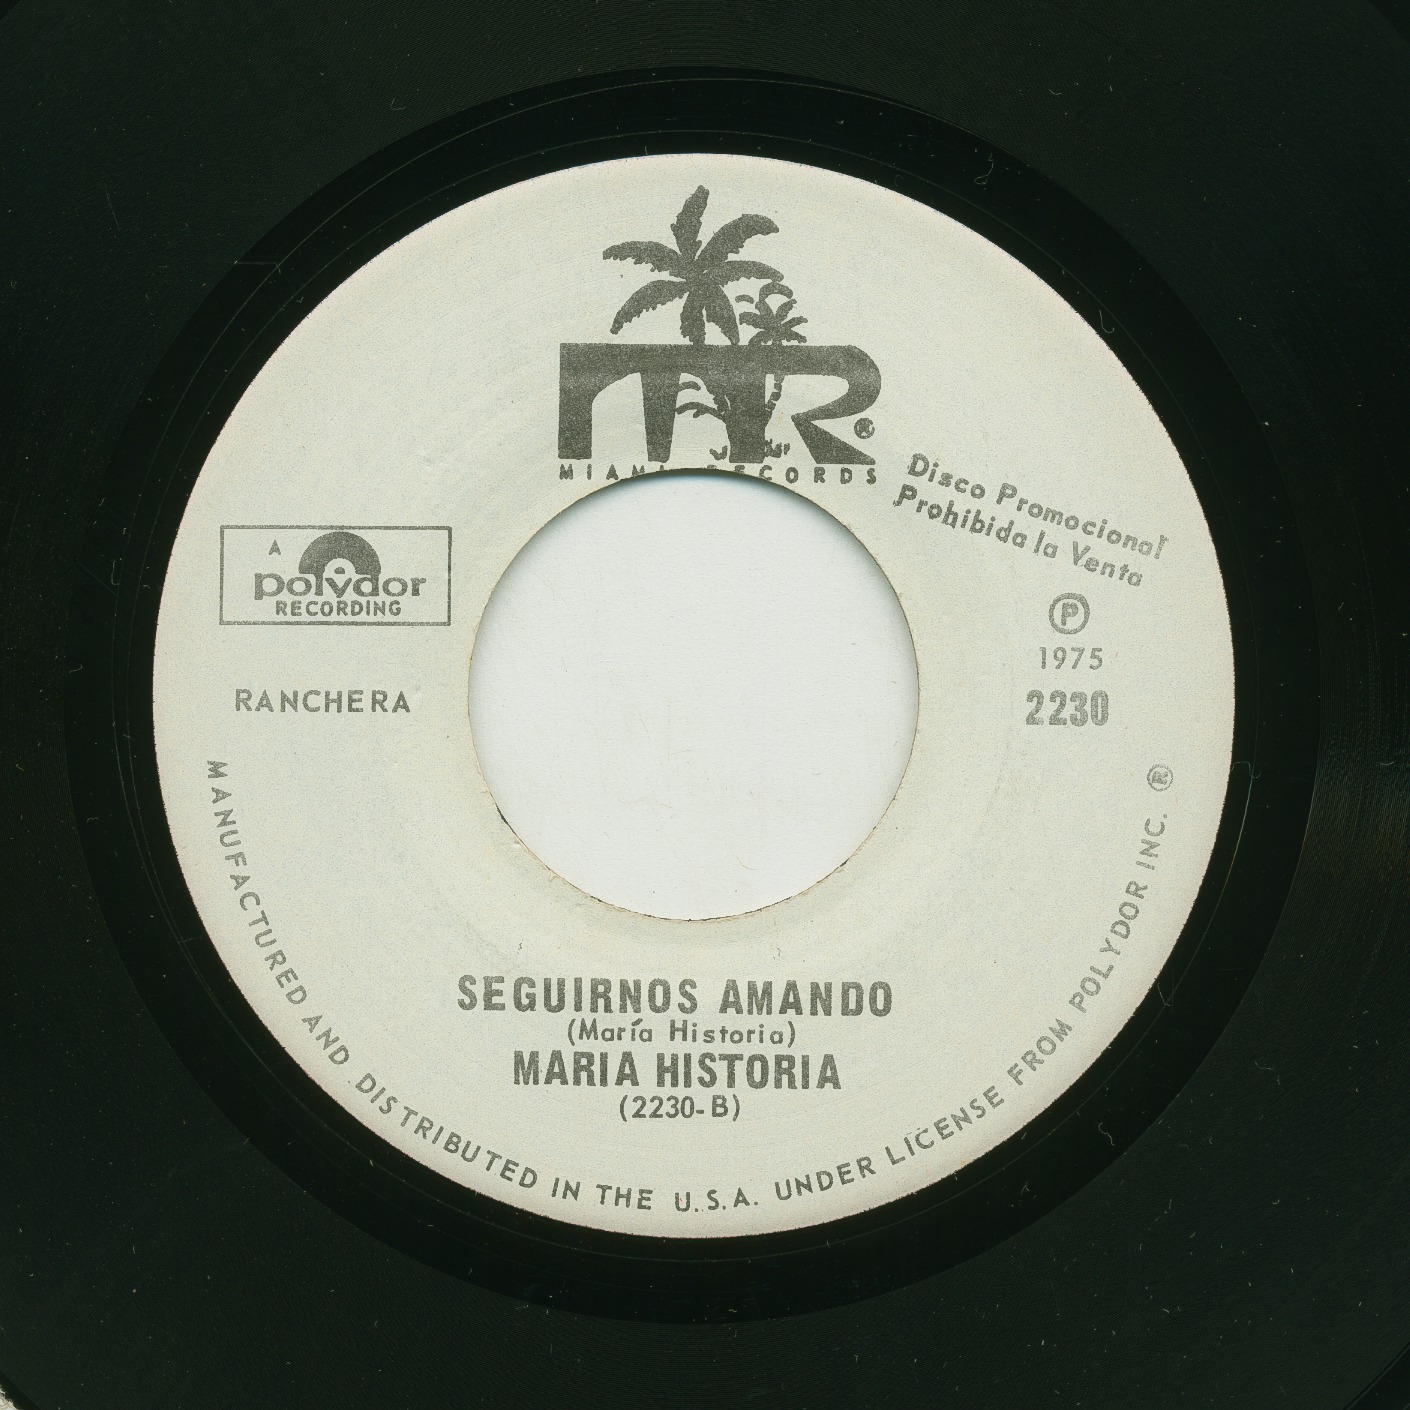 MR ®
MIAMI RECORDS
Disco Promocional
Prohibida la Venta
A
polydor
RECORDING
℗
1975
2230
RANCHERA
SEGUIRNOS AMANDO
(María Historia)
MARIA HISTORIA
(2230-B)
MANUFACTURED AND DISTRIBUTED IN THE U.S.A. UNDER LICENSE FROM POLYDOR INC. ®